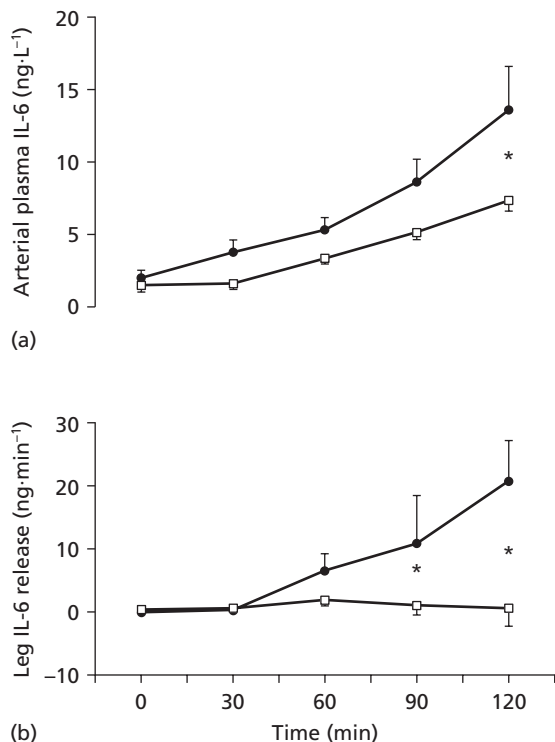 20
15
10
5
0
Arterial plasma IL-6 (ng·L⁻¹)
*
(a)
30
20
10
0
−10
Leg IL-6 release (ng·min⁻¹)
*
*
0 30 60 90 120
(b)
Time (min)